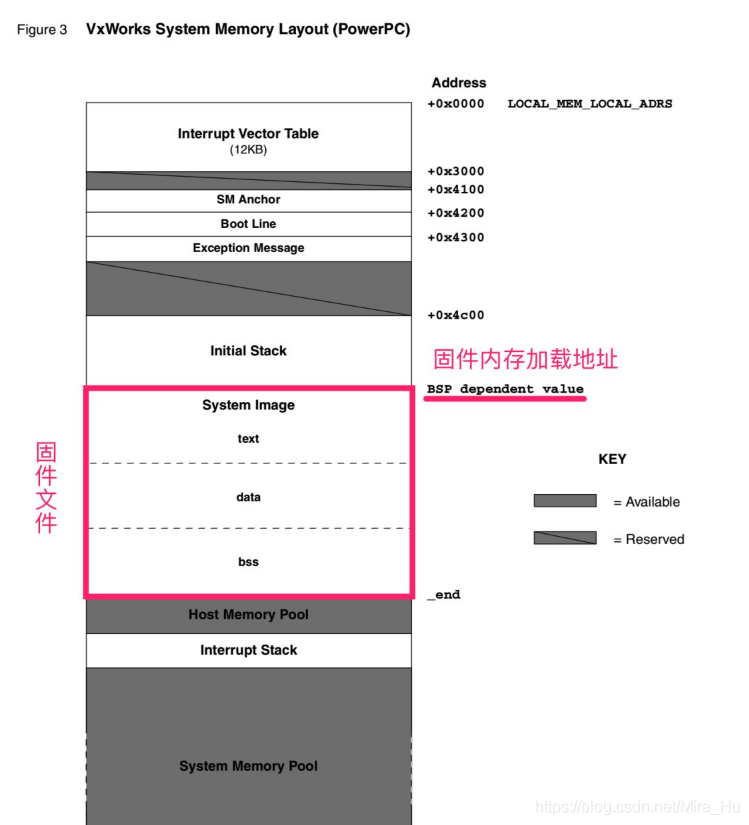 Figure 3 VxWorks System Memory Layout (PowerPC)
Address
+0x0000 LOCAL_MEM_LOCAL_ADRS
Interrupt Vector Table
(12KB)
+0x3000
+0x4100
SM Anchor
+0x4200
Boot Line
+0x4300
Exception Message
+0x4c00
Initial Stack
固件内存加载地址
BSP dependent value
System Image
text
固件文件
KEY
data
= Available
= Reserved
bss
_end
Host Memory Pool
Interrupt Stack
System Memory Pool
https://blog.csdn.net/Mira_Hu